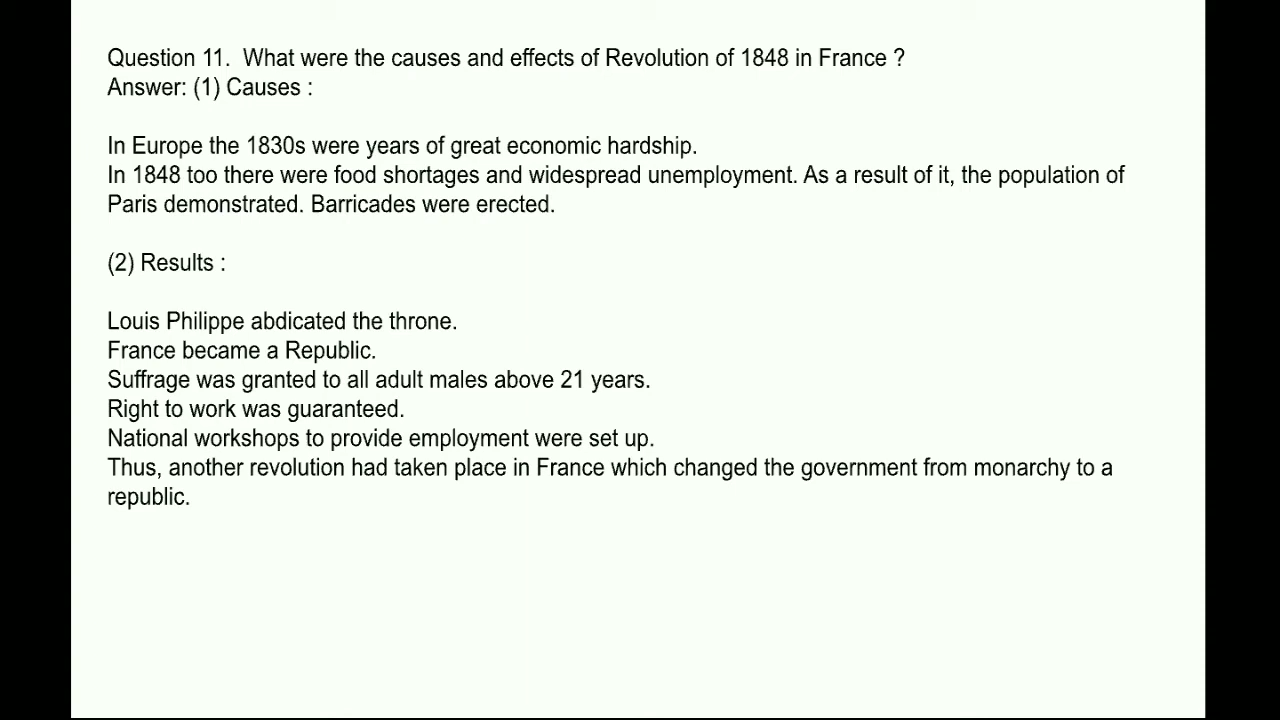 Question 11.  What were the causes and effects of Revolution of 1848 in France ?
Answer: (1) Causes :
In Europe the 1830s were years of great economic hardship.
In 1848 too there were food shortages and widespread unemployment. As a result of it, the population of
Paris demonstrated. Barricades were erected.
(2) Results :
Louis Philippe abdicated the throne.
France became a Republic.
Suffrage was granted to all adult males above 21 years.
Right to work was guaranteed.
National workshops to provide employment were set up.
Thus, another revolution had taken place in France which changed the government from monarchy to a
republic.